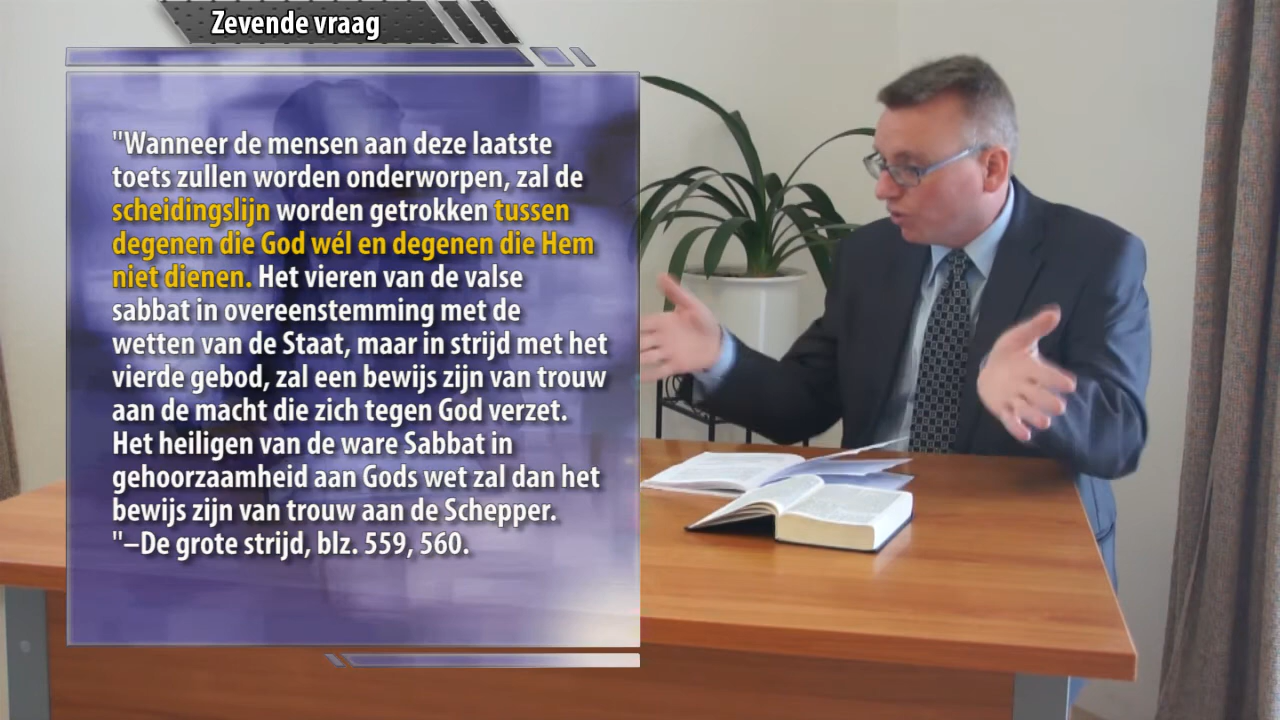 Zevende vraag
"Wanneer de mensen aan deze laatste
toets zullen worden onderworpen, zal de
scheidingslijn worden getrokken tussen
degenen die God wél en degenen die Hem
niet dienen. Het vieren van de valse
sabbat in overeenstemming met de
wetten van de Staat, maar in strijd met het
vierde gebod, zal een bewijs zijn van trouw
aan de macht die zich tegen God verzet.
Het heiligen van de ware Sabbat in
gehoorzaamheid aan Gods wet zal dan het
bewijs zijn van trouw aan de Schepper.
"–De grote strijd, blz. 559, 560.